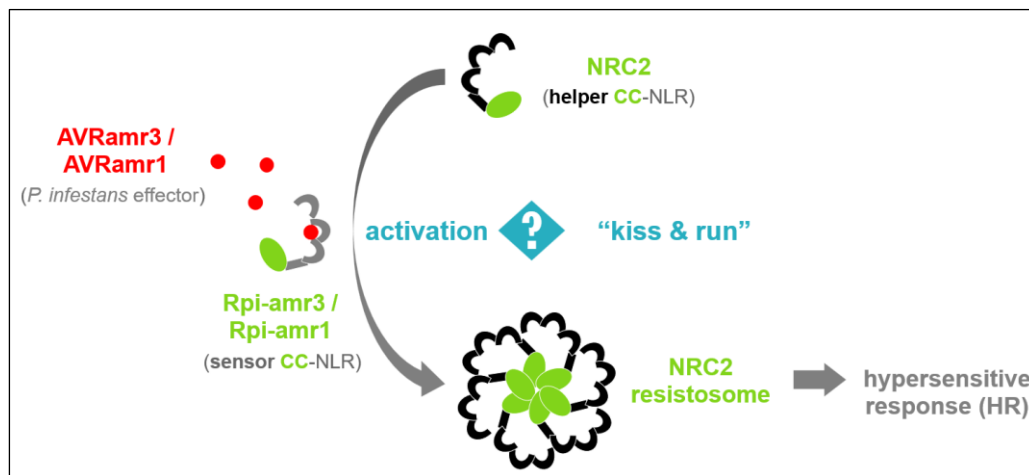 NRC2
(helper CC-NLR)
AVRamr3 /
AVRamr1
(P. infestans effector)
activation
?
“kiss & run”
Rpi-amr3 /
Rpi-amr1
(sensor CC-NLR)
NRC2
resistosome
hypersensitive
response (HR)